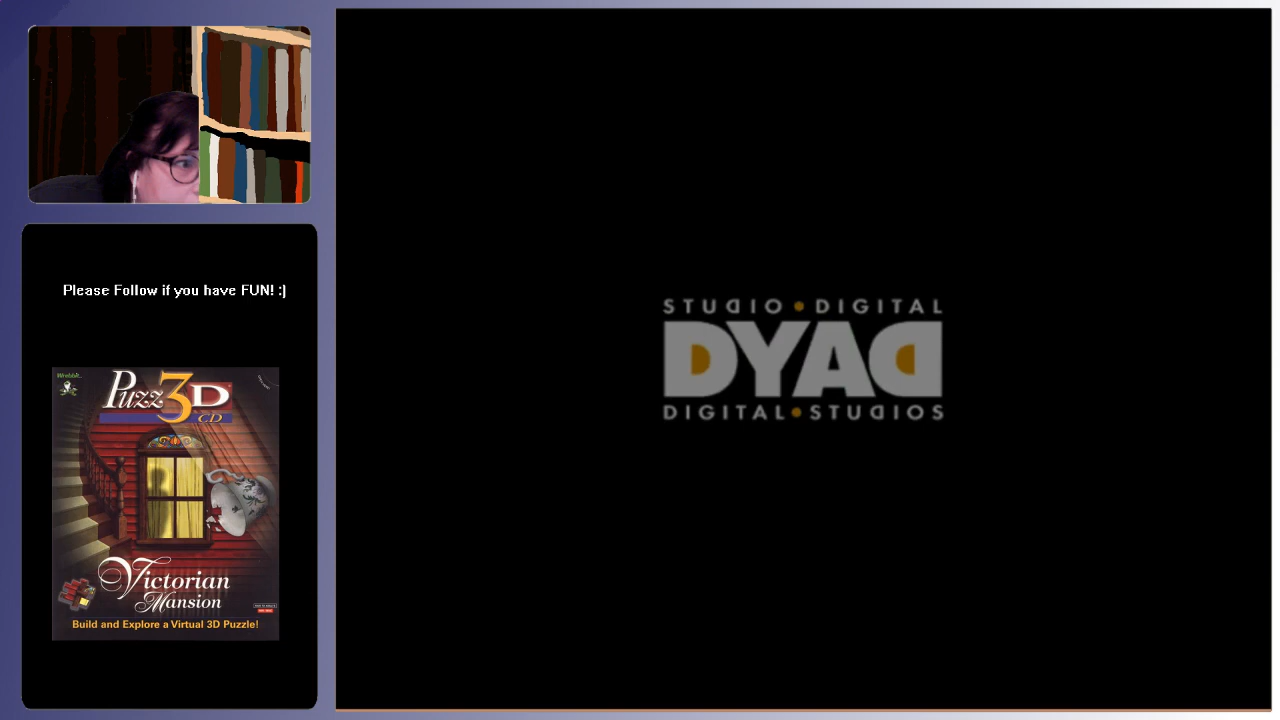 Please Follow if you have FUN! :)
Wrebbit...
Puzz3D
CD
Victorian
Mansion
Build and Explore a Virtual 3D Puzzle!
STUDIO • DIGITAL
DYAD
DIGITAL • STUDIOS